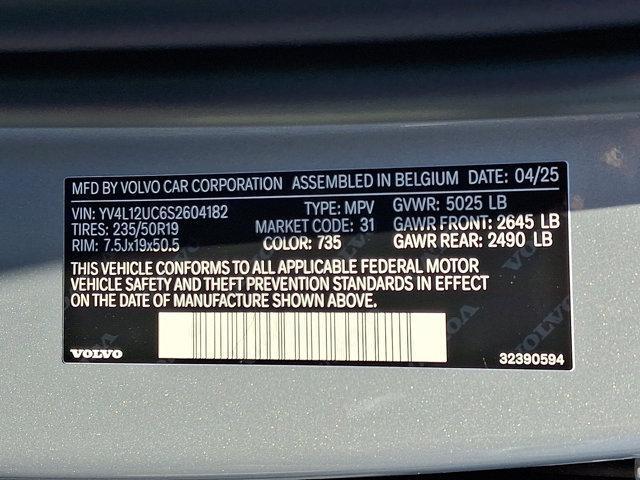 MFD BY VOLVO CAR CORPORATION ASSEMBLED IN BELGIUM DATE: 04/25
VIN: YV4L12UC6S2604182 TYPE: MPV GVWR: 5025 LB
TIRES: 235/50R19 MARKET CODE: 31 GAWR FRONT: 2645 LB
RIM: 7.5Jx19x50.5 COLOR: 735 GAWR REAR: 2490 LB
THIS VEHICLE CONFORMS TO ALL APPLICABLE FEDERAL MOTOR
VEHICLE SAFETY AND THEFT PREVENTION STANDARDS IN EFFECT
ON THE DATE OF MANUFACTURE SHOWN ABOVE.
VOLVO 32390594